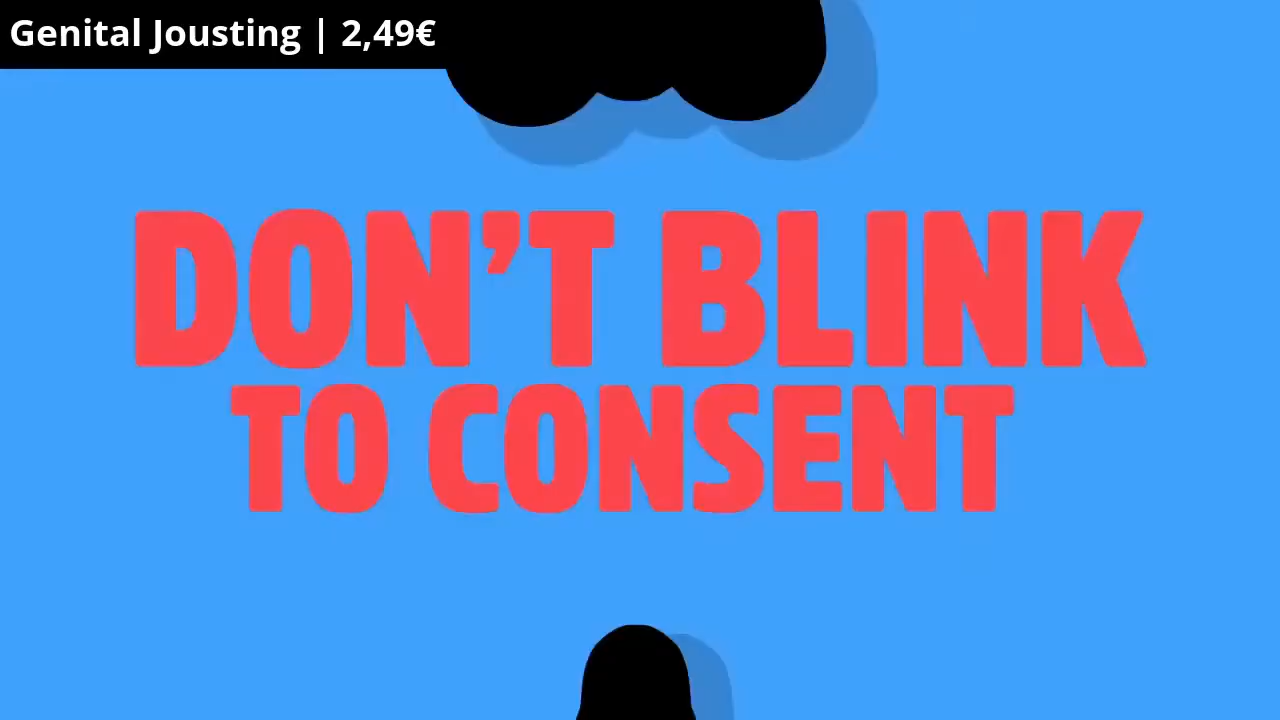 Genital Jousting | 2,49€
DON’T BLINK
TO CONSENT